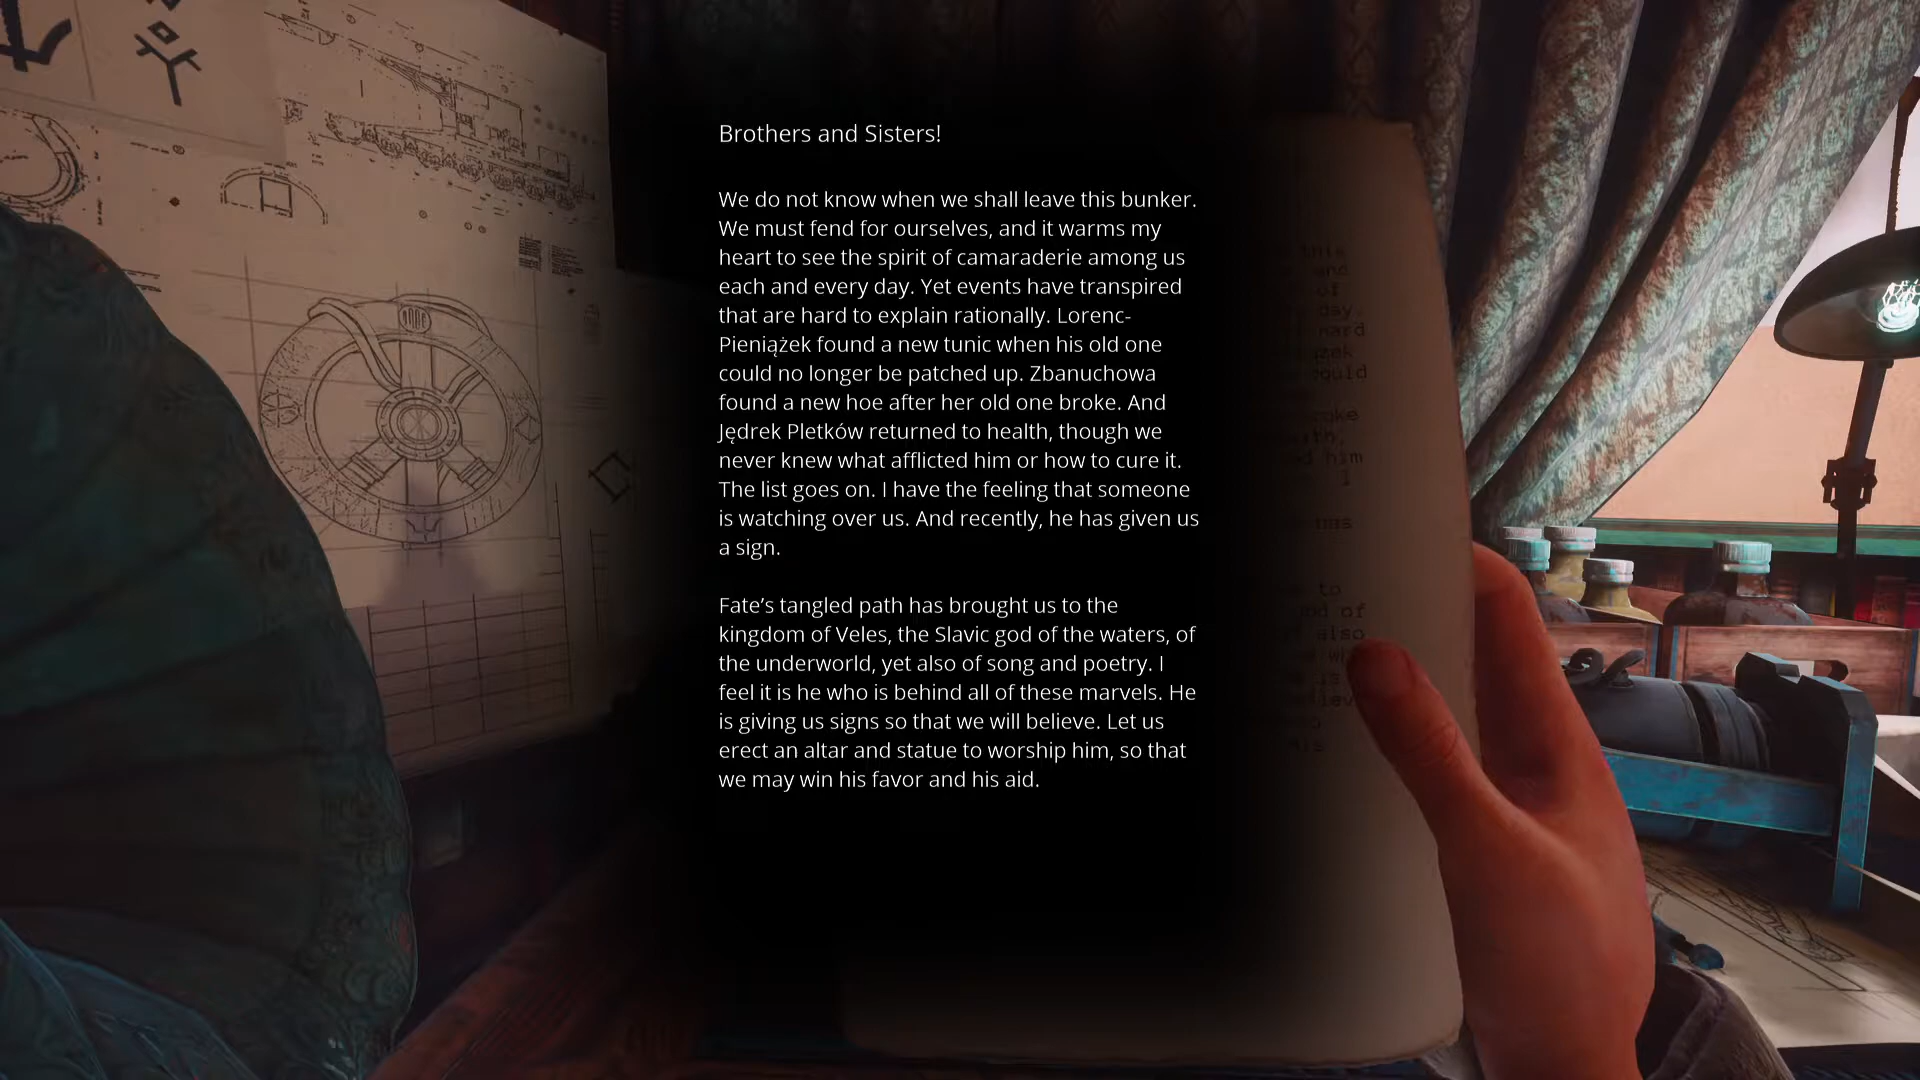 Brothers and Sisters!
We do not know when we shall leave this bunker.
We must fend for ourselves, and it warms my
heart to see the spirit of camaraderie among us
each and every day. Yet events have transpired
that are hard to explain rationally. Lorenc-
Pieniążek found a new tunic when his old one
could no longer be patched up. Zbanuchowa
found a new hoe after her old one broke. And
Jędrek Pletków returned to health, though we
never knew what afflicted him or how to cure it.
The list goes on. I have the feeling that someone
is watching over us. And recently, he has given us
a sign.
Fate’s tangled path has brought us to the
kingdom of Veles, the Slavic god of the waters, of
the underworld, yet also of song and poetry. I
feel it is he who is behind all of these marvels. He
is giving us signs so that we will believe. Let us
erect an altar and statue to worship him, so that
we may win his favor and his aid.